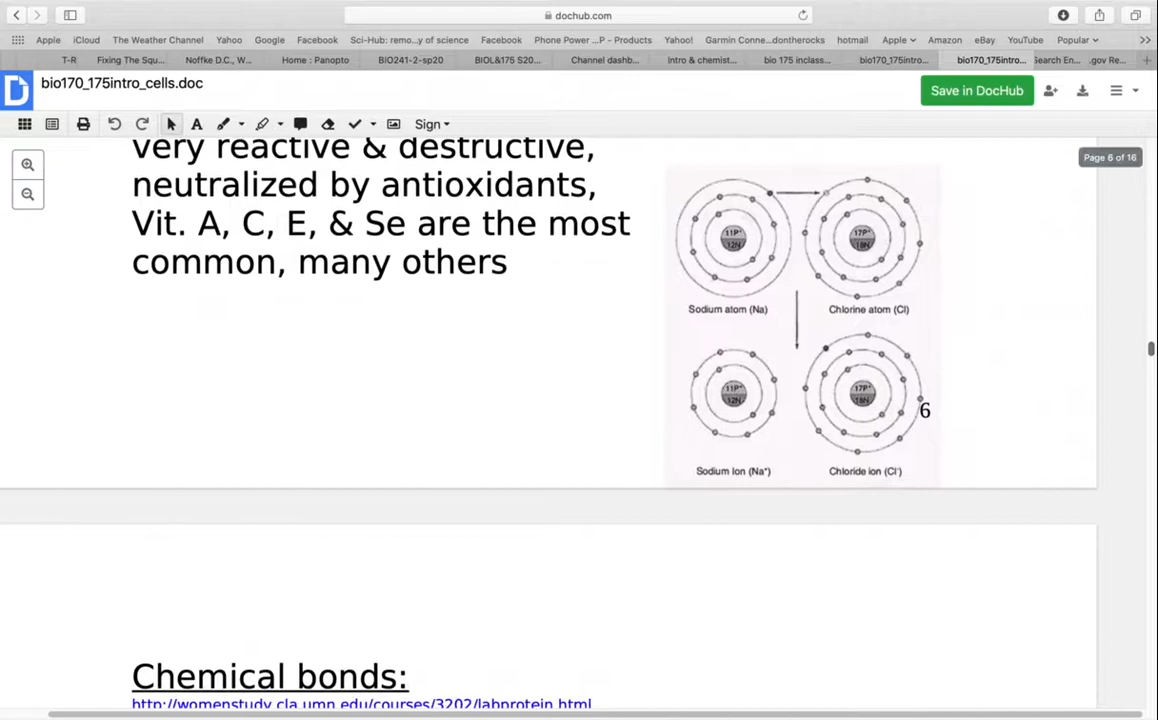 dochub.com
Apple iCloud The Weather Channel Yahoo Google Facebook Sci-Hub: remo...y of science Facebook Phone Power ...P - Products Yahoo! Garmin Conne...dontherocks hotmail Apple Amazon eBay YouTube Popular
T-R Fixing The Squ... Noffke D.C., W... Home : Panopto BIO241-2-sp20 BIOL&175 S20... Channel dashb... Intro & chemist... bio 175 inclass... bio170_175intro... bio170_175intro... Search En... .gov Re...
bio170_175intro_cells.doc
Save in DocHub
Sign
Page 6 of 16
very reactive & destructive,
neutralized by antioxidants,
Vit. A, C, E, & Se are the most
common, many others
11P+
12N
17P+
18N
Sodium atom (Na)
Chlorine atom (Cl)
11P+
12N
17P+
18N
6
Sodium Ion (Na+)
Chloride ion (Cl-)
Chemical bonds:
http://womenstudy.cla.umn.edu/courses/3202/labprotein.html